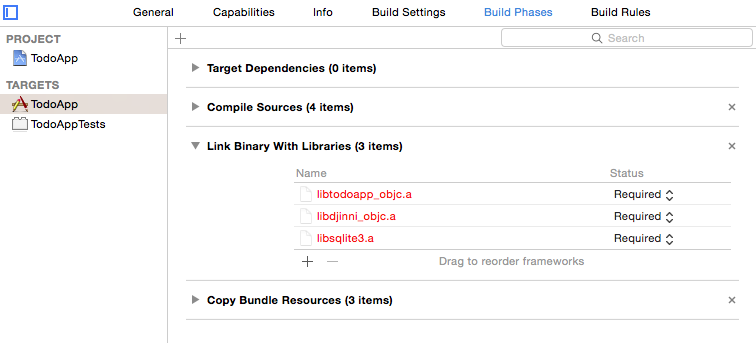 General Capabilities Info Build Settings Build Phases Build Rules
PROJECT
TodoApp
TARGETS
TodoApp
TodoAppTests
Search
Target Dependencies (0 items)
Compile Sources (4 items)
Link Binary With Libraries (3 items)
Name Status
libtodoapp_objc.a Required
libdjinni_objc.a Required
libsqlite3.a Required
Drag to reorder frameworks
Copy Bundle Resources (3 items)